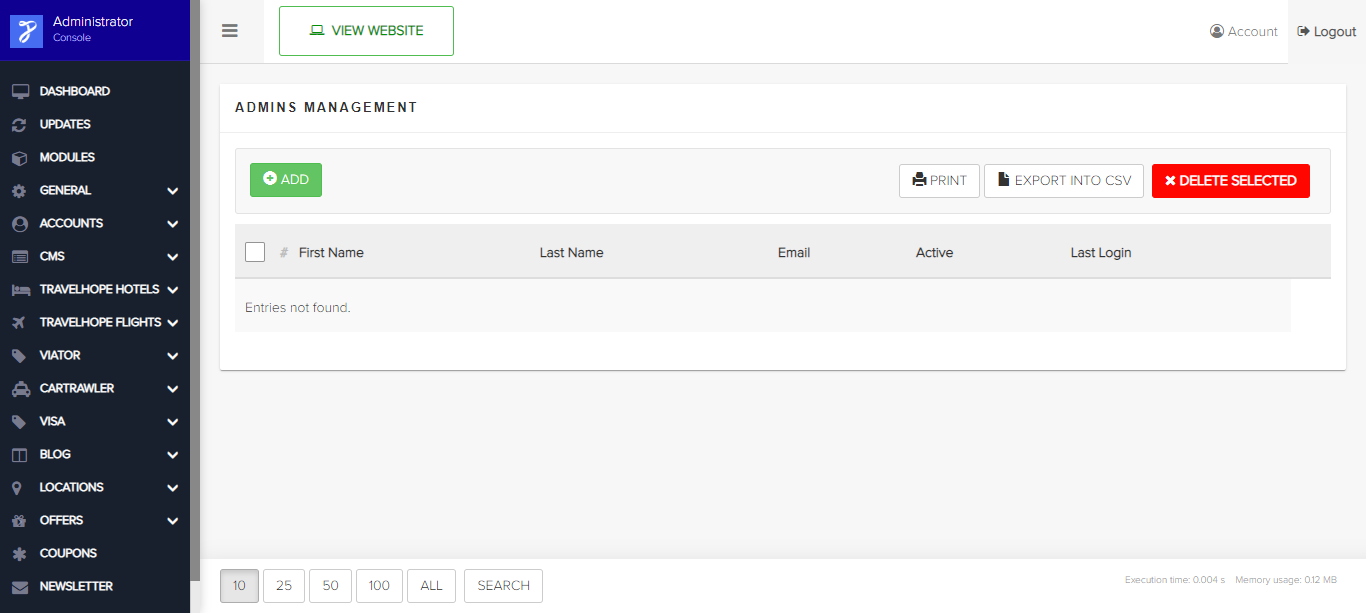 Administrator
Console
VIEW WEBSITE
Account
Logout
DASHBOARD
UPDATES
MODULES
GENERAL
ACCOUNTS
CMS
TRAVELHOPE HOTELS
TRAVELHOPE FLIGHTS
VIATOR
CARTRAWLER
VISA
BLOG
LOCATIONS
OFFERS
COUPONS
NEWSLETTER
ADMINS MANAGEMENT
ADD
PRINT
EXPORT INTO CSV
DELETE SELECTED
# First Name Last Name Email Active Last Login
Entries not found.
10 25 50 100 ALL SEARCH
Execution time: 0.004 s Memory usage: 0.12 MB